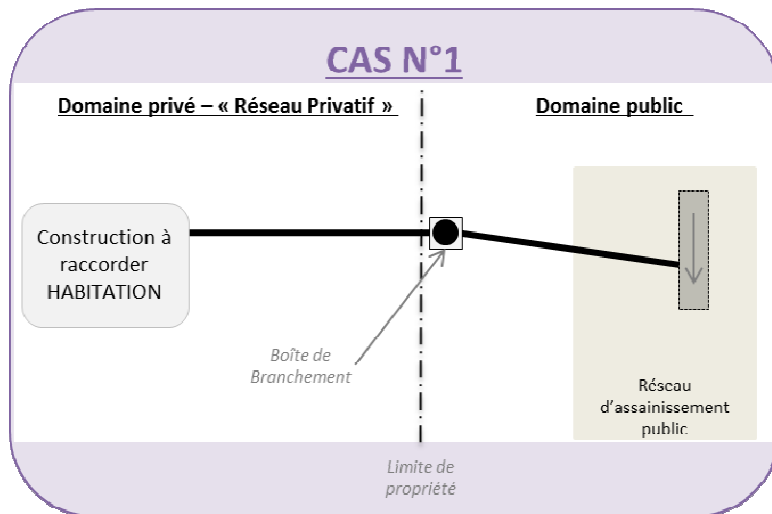 CAS N°1
Domaine privé – « Réseau Privatif »
Domaine public
Construction à
raccorder
HABITATION
Boîte de
Branchement
Réseau
d'assainissement
public
Limite de
propriété